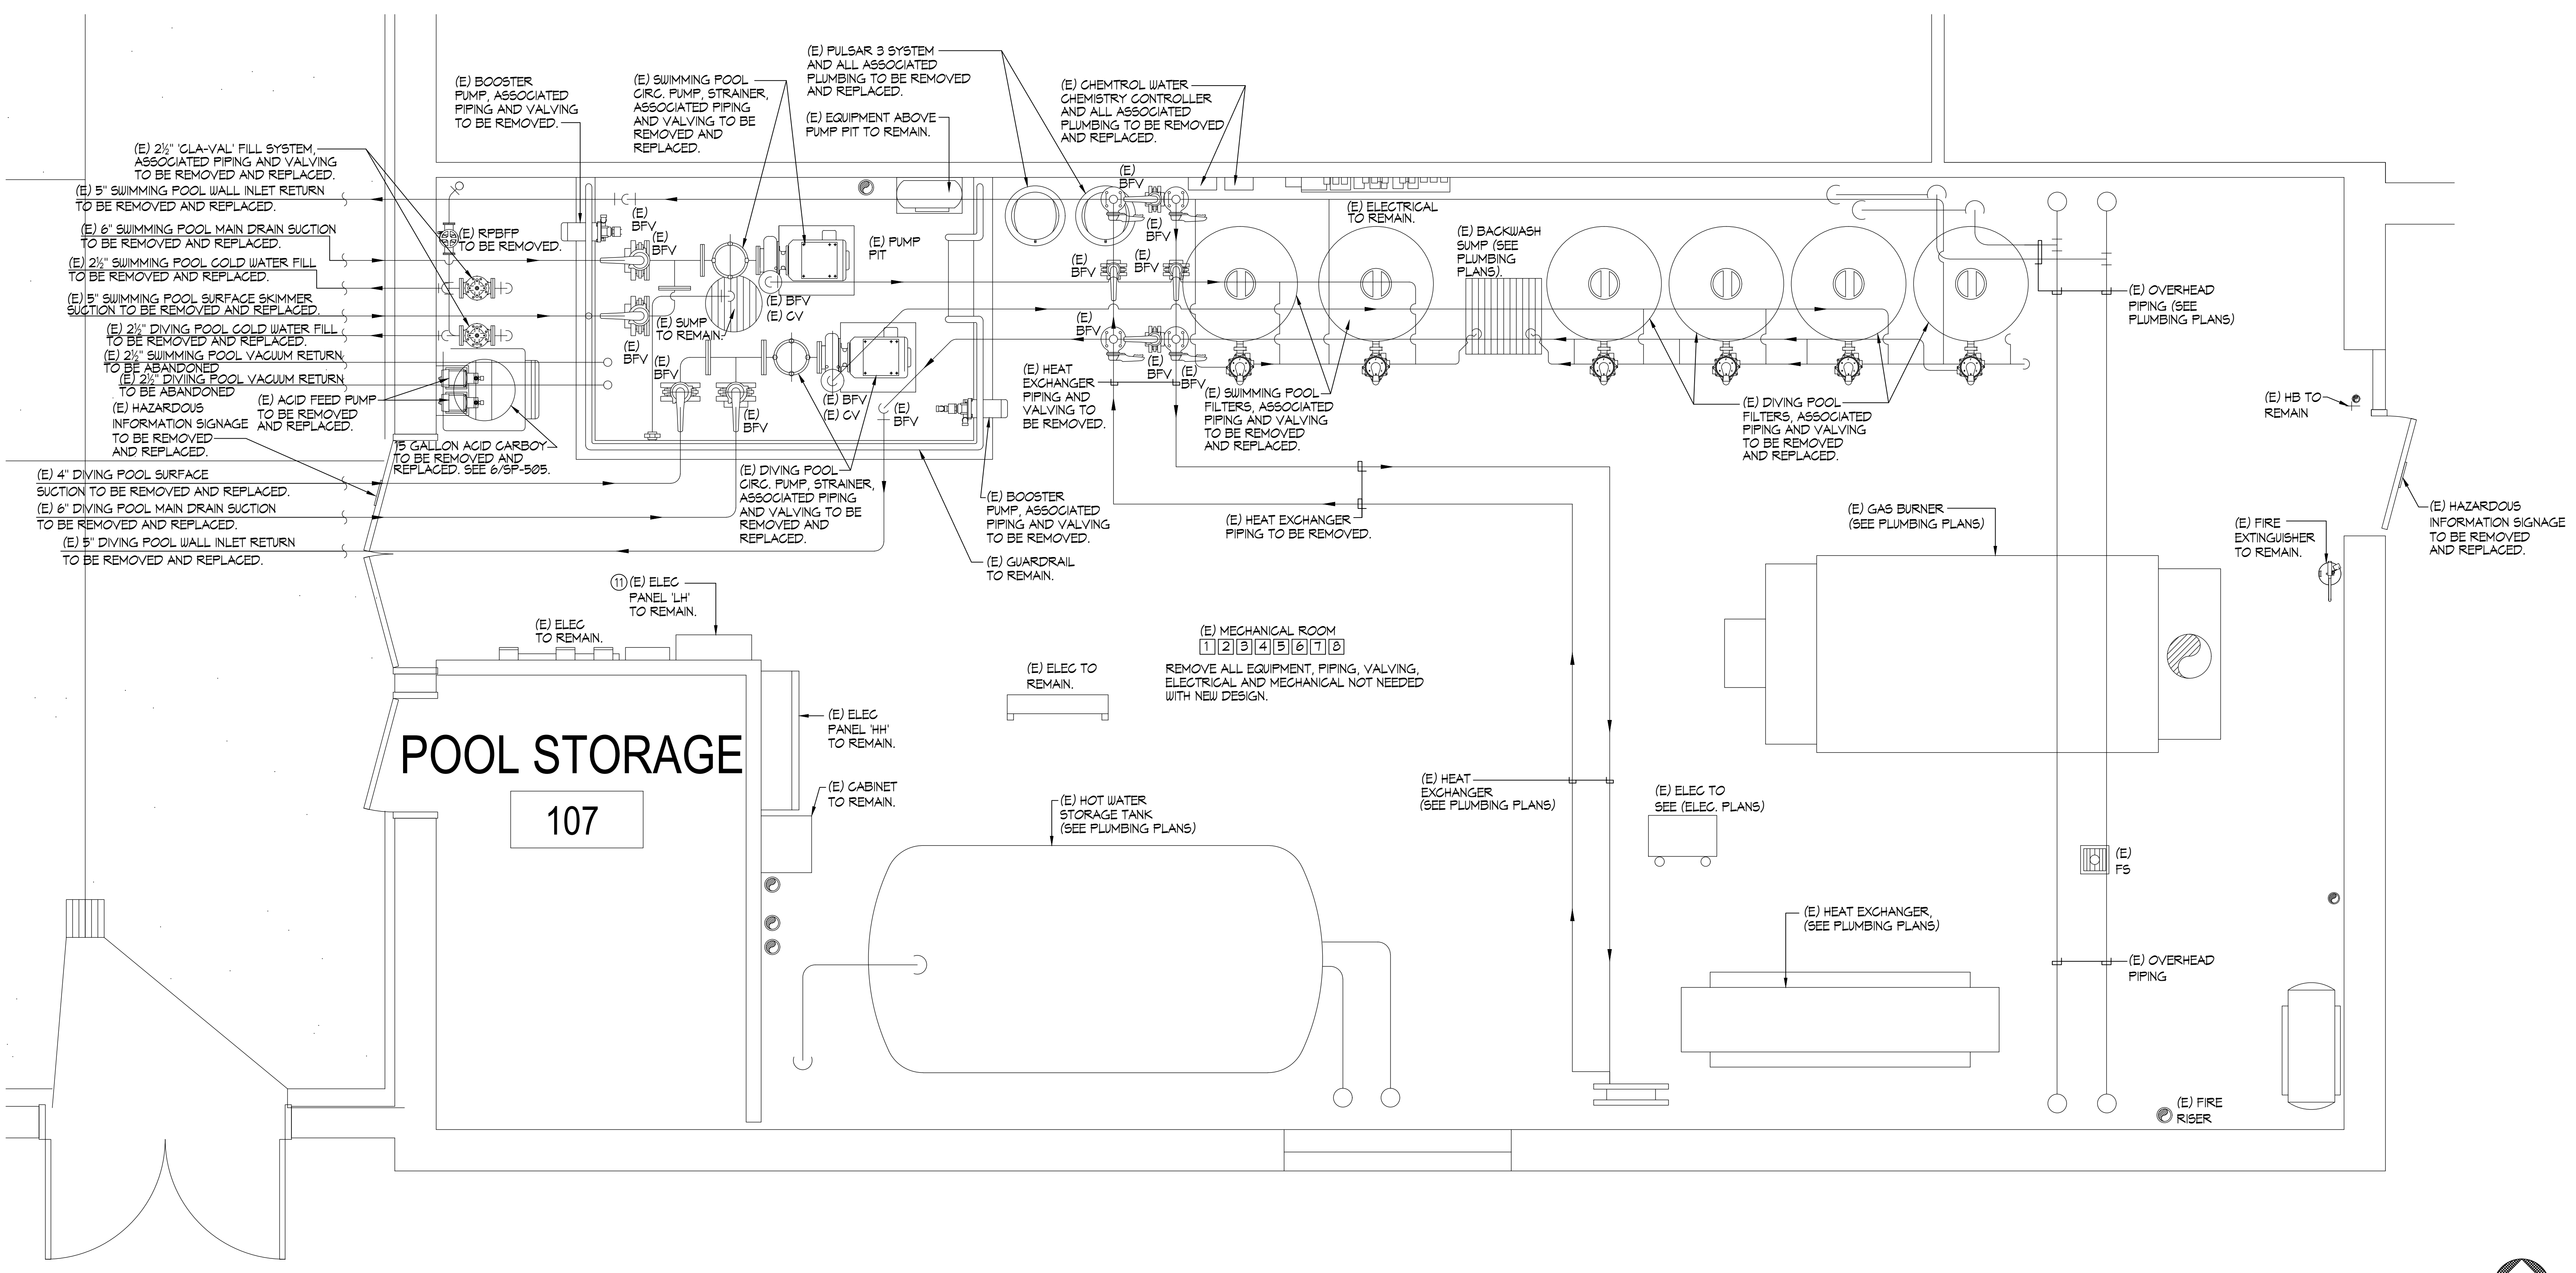 (E) BOOSTER
PUMP, ASSOCIATED
PIPING AND VALVING
TO BE REMOVED.
(E) SWIMMING POOL
CIRC. PUMP, STRAINER,
ASSOCIATED PIPING
AND VALVING TO BE
REMOVED AND
REPLACED.
(E) PULSAR 3 SYSTEM
AND ALL ASSOCIATED
PLUMBING TO BE REMOVED
AND REPLACED.
(E) EQUIPMENT ABOVE
PUMP PIT TO REMAIN.
(E) CHEMTROL WATER
CHEMISTRY CONTROLLER
AND ALL ASSOCIATED
PLUMBING TO BE REMOVED
AND REPLACED.
(E) 2½" 'CLA-VAL' FILL SYSTEM,
ASSOCIATED PIPING AND VALVING
TO BE REMOVED AND REPLACED.
(E) 5" SWIMMING POOL WALL INLET RETURN
TO BE REMOVED AND REPLACED.
(E) 6" SWIMMING POOL MAIN DRAIN SUCTION
TO BE REMOVED AND REPLACED.
(E) 2½" SWIMMING POOL COLD WATER FILL
TO BE REMOVED AND REPLACED.
(E) 5" SWIMMING POOL SURFACE SKIMMER
SUCTION TO BE REMOVED AND REPLACED.
(E) 2½" DIVING POOL COLD WATER FILL
TO BE REMOVED AND REPLACED.
(E) 2½" SWIMMING POOL VACUUM RETURN
TO BE ABANDONED
(E) 2½" DIVING POOL VACUUM RETURN
TO BE ABANDONED
(E) ACID FEED PUMP
TO BE REMOVED
AND REPLACED.
(E) HAZARDOUS
INFORMATION SIGNAGE
TO BE REMOVED
AND REPLACED.
15 GALLON ACID CARBOY
TO BE REMOVED AND
REPLACED. SEE 6/SP-505.
(E) 4" DIVING POOL SURFACE
SUCTION TO BE REMOVED AND REPLACED.
(E) 6" DIVING POOL MAIN DRAIN SUCTION
TO BE REMOVED AND REPLACED.
(E) 5" DIVING POOL WALL INLET RETURN
TO BE REMOVED AND REPLACED.
(E) RPBFP
TO BE REMOVED.
(E)
BFV
(E)
BFV
(E) PUMP
PIT
(E) BFV
(E) CV
(E) SUMP
TO REMAIN.
(E)
BFV
(E)
BFV
(E)
BFV
(E) BFV
(E) CV
(E)
BFV
(E)
BFV
(E)
BFV
(E)
BFV
(E)
BFV
(E)
BFV
(E)
BFV
(E)
BFV
(E) ELECTRICAL
TO REMAIN.
(E) BACKWASH
SUMP (SEE
PLUMBING
PLANS).
(E) HEAT
EXCHANGER
PIPING AND
VALVING TO
BE REMOVED.
(E) SWIMMING POOL
FILTERS, ASSOCIATED
PIPING AND VALVING
TO BE REMOVED
AND REPLACED.
(E) DIVING POOL
FILTERS, ASSOCIATED
PIPING AND VALVING
TO BE REMOVED
AND REPLACED.
(E) OVERHEAD
PIPING (SEE
PLUMBING PLANS)
(E) HB TO
REMAIN
(E) HAZARDOUS
INFORMATION SIGNAGE
TO BE REMOVED
AND REPLACED.
(E) FIRE
EXTINGUISHER
TO REMAIN.
(E) DIVING POOL
CIRC. PUMP, STRAINER,
ASSOCIATED PIPING
AND VALVING TO BE
REMOVED AND
REPLACED.
(E) BOOSTER
PUMP, ASSOCIATED
PIPING AND VALVING
TO BE REMOVED.
(E) GUARDRAIL
TO REMAIN.
(E) HEAT EXCHANGER
PIPING TO BE REMOVED.
(E) GAS BURNER
(SEE PLUMBING PLANS)
11 (E) ELEC
PANEL 'LH'
TO REMAIN.
(E) ELEC
TO REMAIN.
(E) MECHANICAL ROOM
1 2 3 4 5 6 7 8
REMOVE ALL EQUIPMENT, PIPING, VALVING,
ELECTRICAL AND MECHANICAL NOT NEEDED
WITH NEW DESIGN.
(E) ELEC TO
REMAIN.
(E) ELEC
PANEL 'HH'
TO REMAIN.
POOL STORAGE
107
(E) CABINET
TO REMAIN.
(E) HOT WATER
STORAGE TANK
(SEE PLUMBING PLANS)
(E) HEAT
EXCHANGER
(SEE PLUMBING PLANS)
(E) ELEC TO
SEE (ELEC. PLANS)
(E)
FS
(E) HEAT EXCHANGER,
(SEE PLUMBING PLANS)
(E) OVERHEAD
PIPING
(E) FIRE
RISER